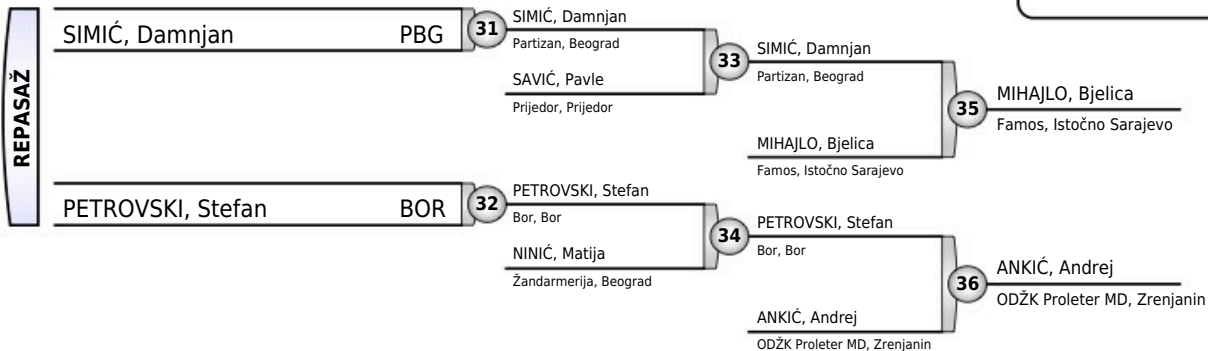 REPASAŽ
SIMIĆ, Damnjan PBG
31
SIMIĆ, Damnjan
Partizan, Beograd
SAVIĆ, Pavle
Prijedor, Prijedor
33
SIMIĆ, Damnjan
Partizan, Beograd
MIHAJLO, Bjelica
Famos, Istočno Sarajevo
35
MIHAJLO, Bjelica
Famos, Istočno Sarajevo
PETROVSKI, Stefan BOR
32
PETROVSKI, Stefan
Bor, Bor
NINIĆ, Matija
Žandarmerija, Beograd
34
PETROVSKI, Stefan
Bor, Bor
ANKIĆ, Andrej
ODŽK Proleter MD, Zrenjanin
36
ANKIĆ, Andrej
ODŽK Proleter MD, Zrenjanin